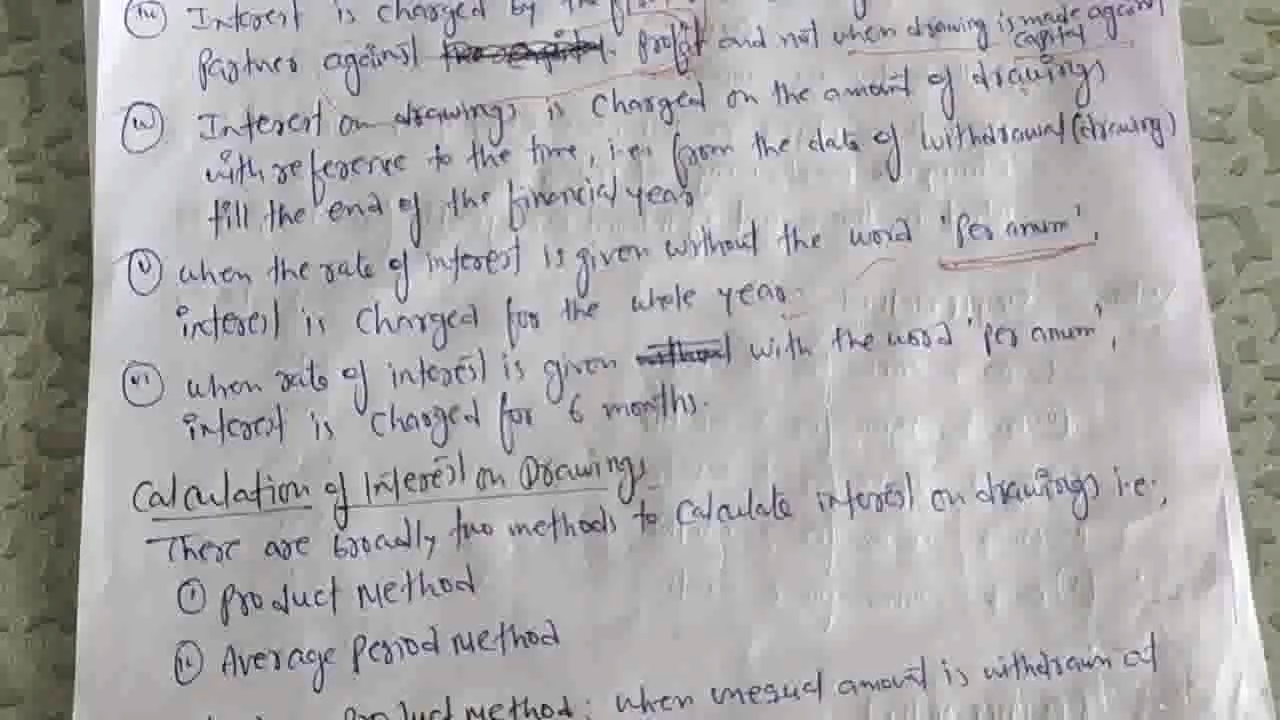 (iii) Interest is charged by the
Partner against profit and not when drawing is made against
capital
(iv) Interest on drawings is charged on the amount of drawings
with reference to the time, i.e. from the date of withdrawal (drawing)
till the end of the financial year
(v) when the rate of interest is given without the word "Per anum",
interest is charged for the whole year.
(vi) when rate of interest is given with the word 'per anum',
interest is charged for 6 months.
Calculation of Interest on Drawings
There are broadly two methods to calculate interest on drawings i.e.,
(i) Product Method
(ii) Average Period Method
Product Method: when unequal amount is withdrawn at